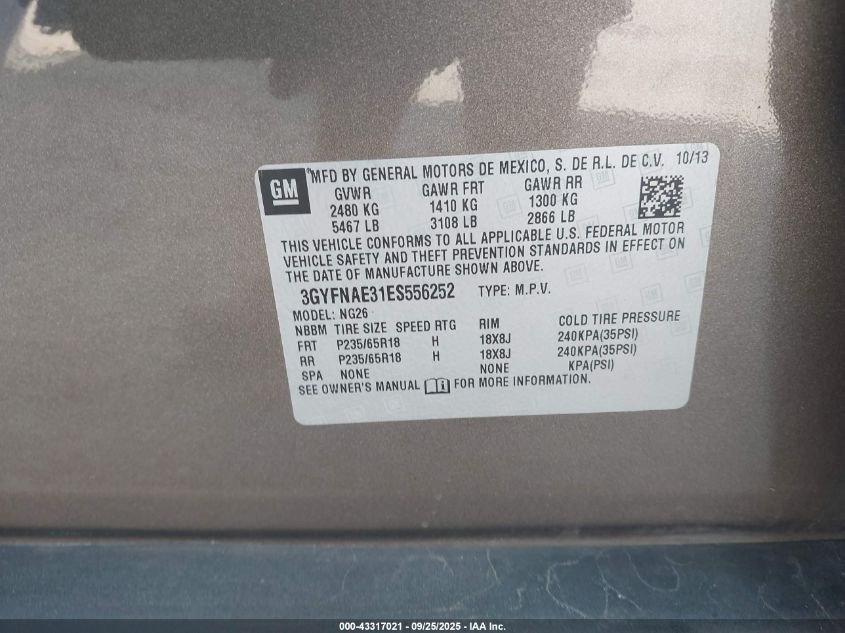 GM
MFD BY GENERAL MOTORS DE MEXICO, S. DE R.L. DE C.V. 10/13
GVWR GAWR FRT GAWR RR
2480 KG 1410 KG 1300 KG
5467 LB 3108 LB 2866 LB
THIS VEHICLE CONFORMS TO ALL APPLICABLE U.S. FEDERAL MOTOR
VEHICLE SAFETY AND THEFT PREVENTION STANDARDS IN EFFECT ON
THE DATE OF MANUFACTURE SHOWN ABOVE.
3GYFNAE31ES556252 TYPE: M.P.V.
MODEL: NG26
NBBM TIRE SIZE SPEED RTG RIM COLD TIRE PRESSURE
FRT P235/65R18 H 18X8J 240KPA(35PSI)
RR P235/65R18 H 18X8J 240KPA(35PSI)
SPA NONE NONE KPA(PSI)
SEE OWNER'S MANUAL FOR MORE INFORMATION.
000-43317021 - 09/25/2025 - IAA Inc.